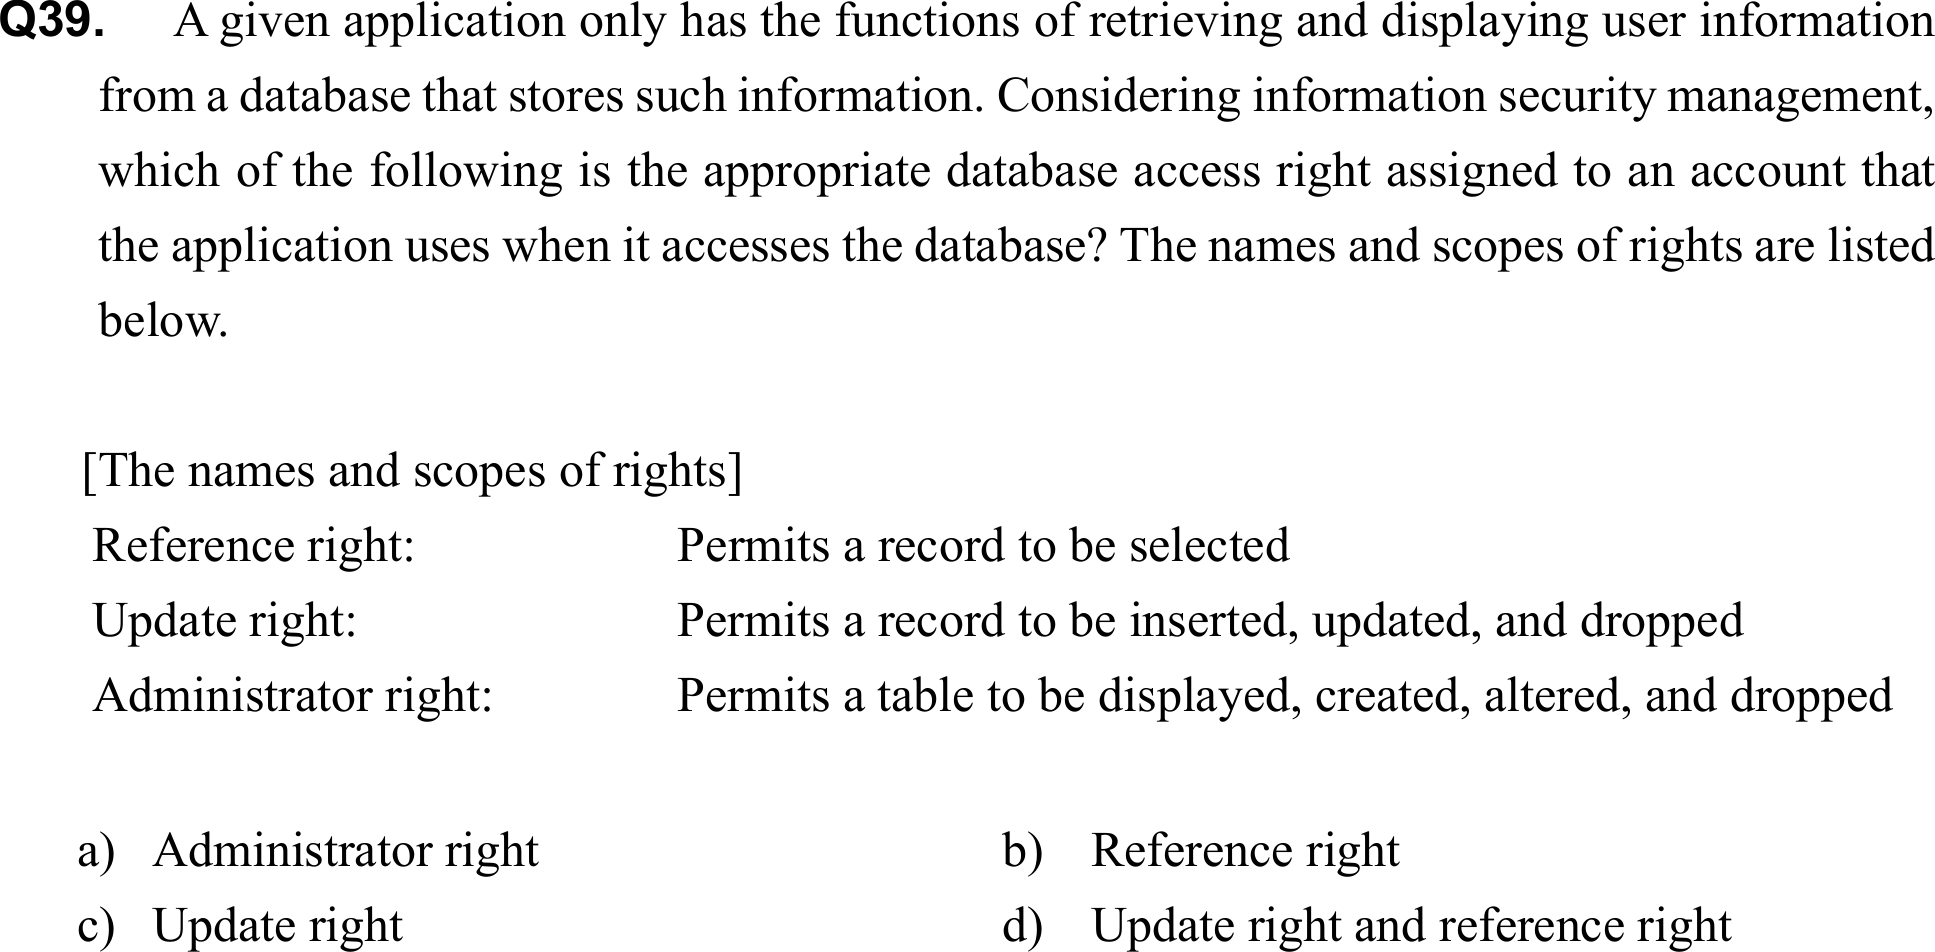 Q39. A given application only has the functions of retrieving and displaying user information
from a database that stores such information. Considering information security management,
which of the following is the appropriate database access right assigned to an account that
the application uses when it accesses the database? The names and scopes of rights are listed
below.
[The names and scopes of rights]
Reference right: Permits a record to be selected
Update right: Permits a record to be inserted, updated, and dropped
Administrator right: Permits a table to be displayed, created, altered, and dropped
a) Administrator right b) Reference right
c) Update right d) Update right and reference right